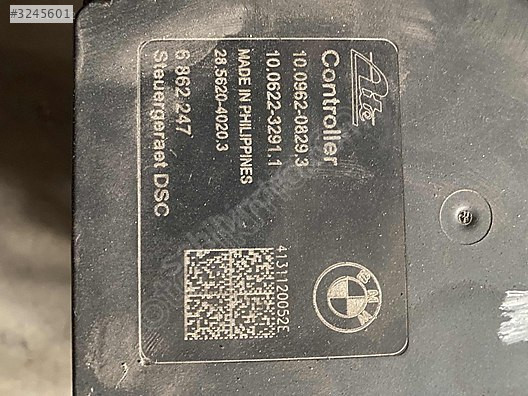 #3245601
Ate
Controller
10.0962-0829.3
10.0622-3291.1
MADE IN PHILIPPINES
28.5620-4020.3
6 862 247
Steuergeraet DSC
BMW